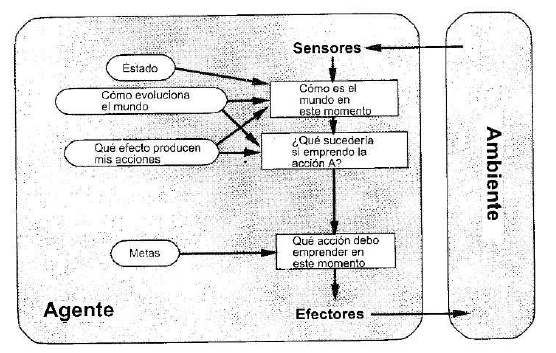 Sensores
Estado
Cómo es el
mundo en
este momento
Cómo evoluciona
el mundo
¿Qué sucedería
si emprendo la
acción A?
Qué efecto producen
mis acciones
Ambiente
Qué acción debo
emprender en
este momento
Metas
Agente
Efectores